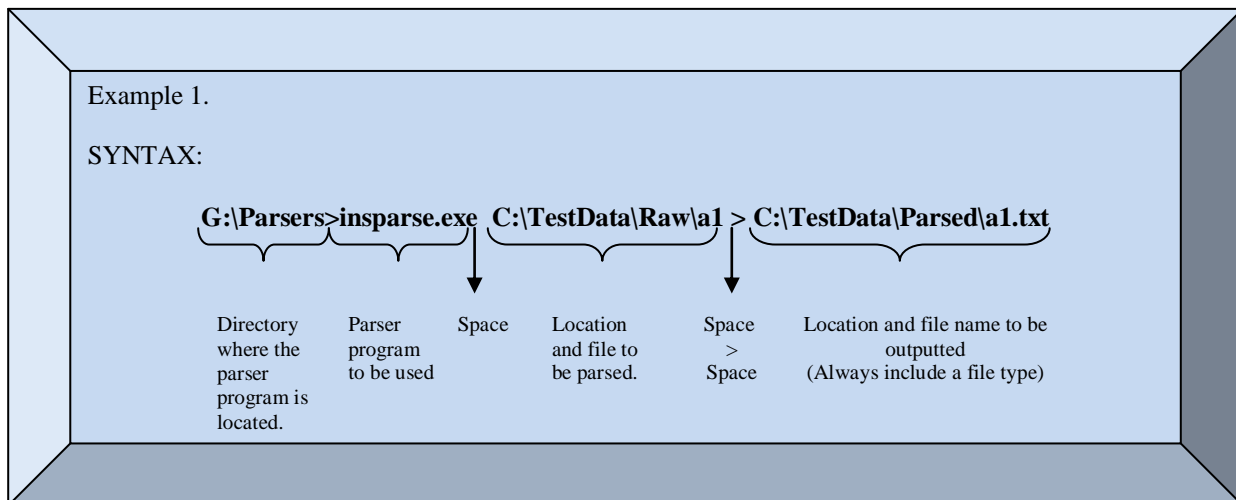 Example 1.
SYNTAX:
G:\Parsers>insparse.exe C:\TestData\Raw\a1 > C:\TestData\Parsed\a1.txt
Directory
where the
parser
program is
located.
Parser
program
to be used
Space
Location
and file to
be parsed.
Space
>
Space
Location and file name to be
outputted
(Always include a file type)